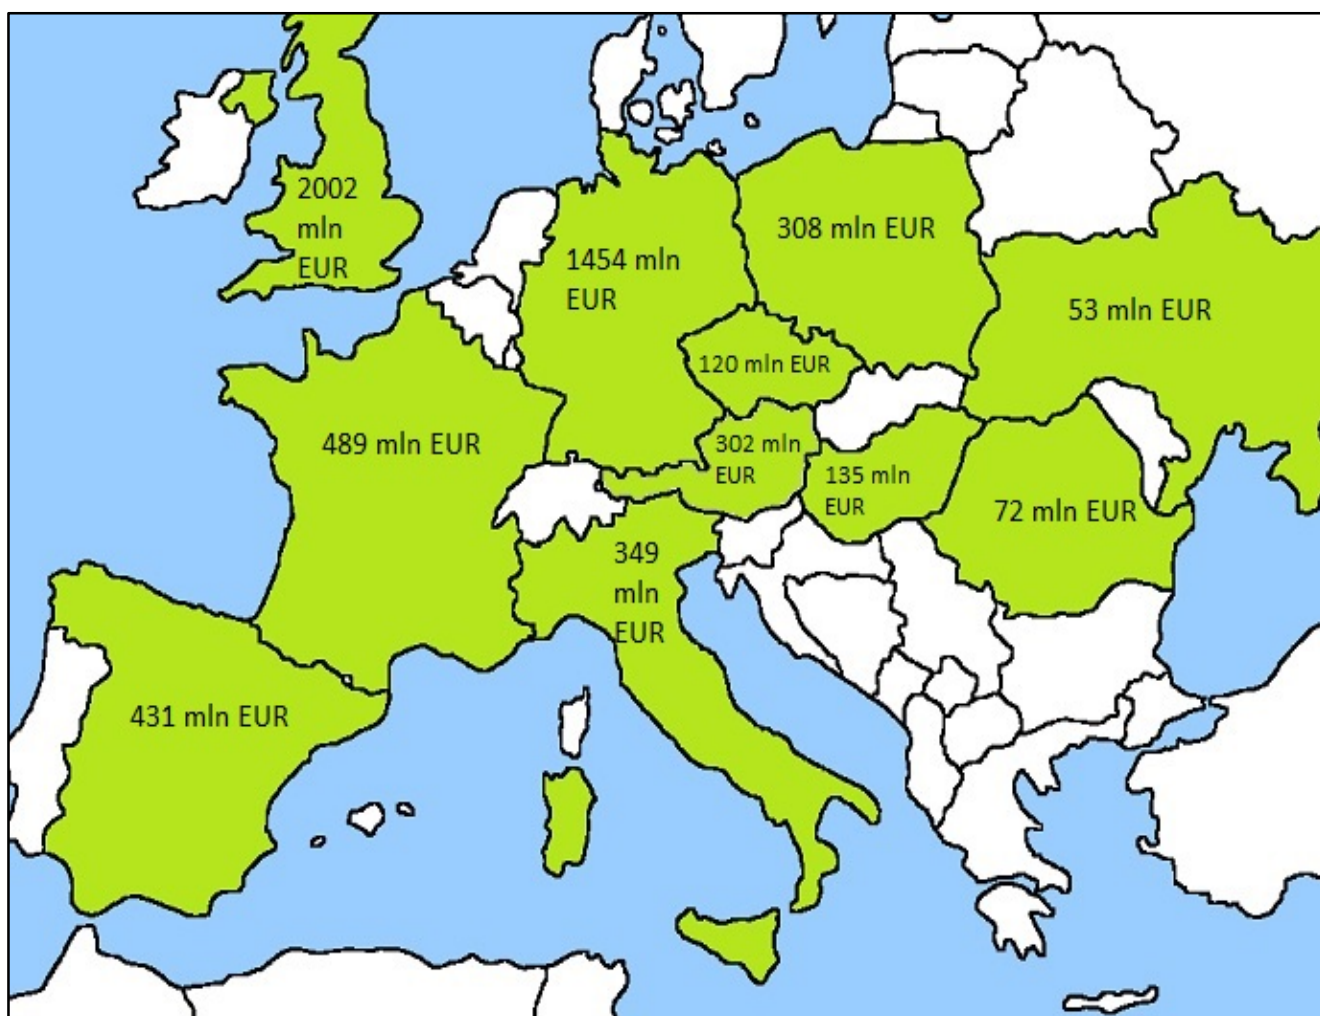 2002
mln
EUR
308 mln EUR
1454 mln
EUR
53 mln EUR
120 mln EUR
489 mln EUR
302 mln
EUR
135 mln
EUR
72 mln EUR
349
mln
EUR
431 mln EUR